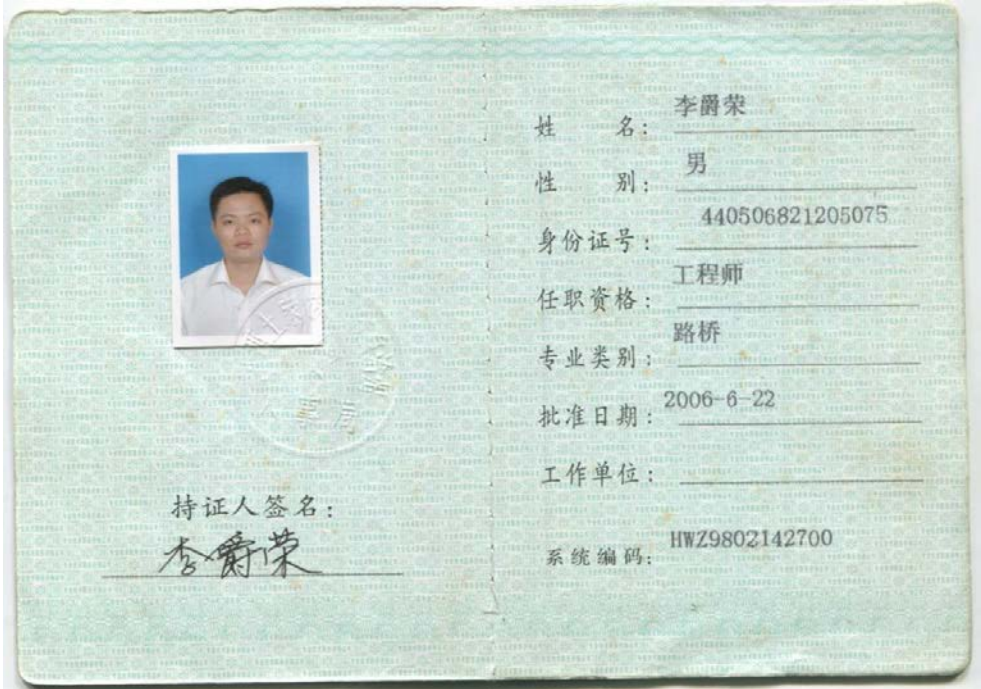 持证人签名:
李爵荣
姓 名: 李爵荣
性 别: 男
身份证号: 440506821205075
任职资格: 工程师
专业类别: 路桥
批准日期: 2006-6-22
工作单位:
系统编码: HWZ9802142700